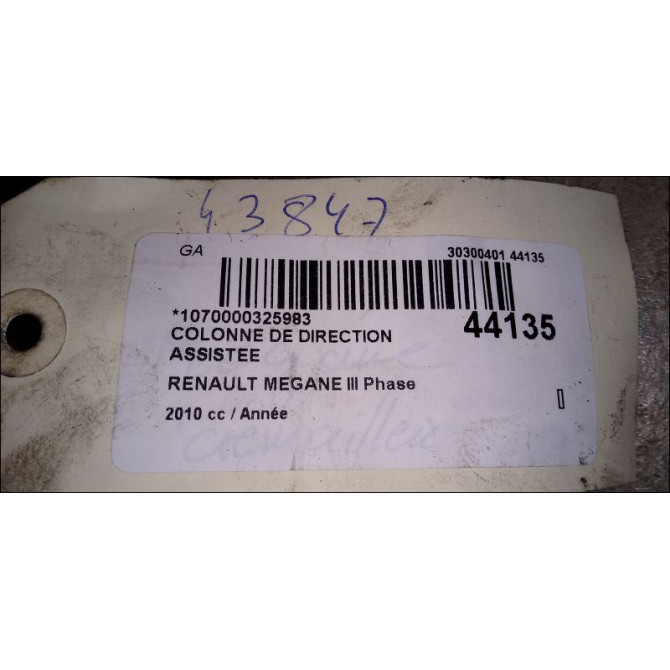 43847
GA
30300401 44135
*1070000325983
44135
COLONNE DE DIRECTION
ASSISTEE
RENAULT MEGANE III Phase
2010 cc / Année